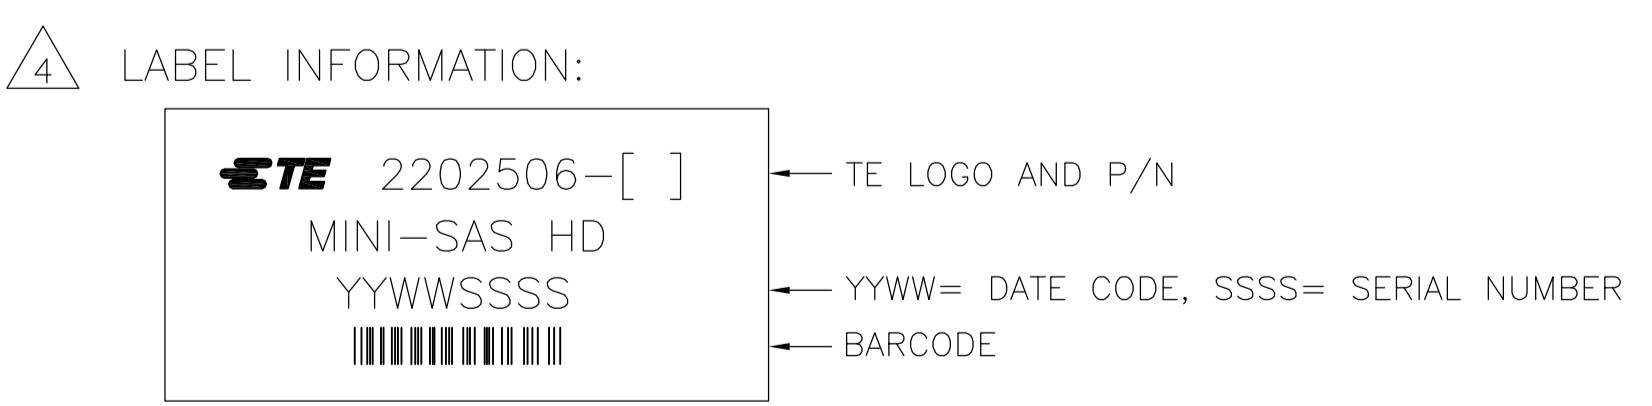 4 LABEL INFORMATION:
TE 2202506-[ ] TE LOGO AND P/N
MINI-SAS HD
YYWWSSSS YYWW= DATE CODE, SSSS= SERIAL NUMBER
BARCODE